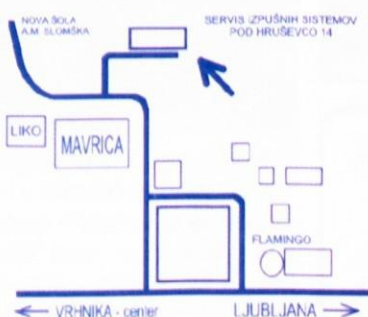 NOVA ŠOLA
A.M. SLOMŠKA
SERVIS IZPUŠNIH SISTEMOV
POD HRUŠEVCO 14
LIKO
MAVRICA
FLAMINGO
VRHNIKA - center
LJUBLJANA